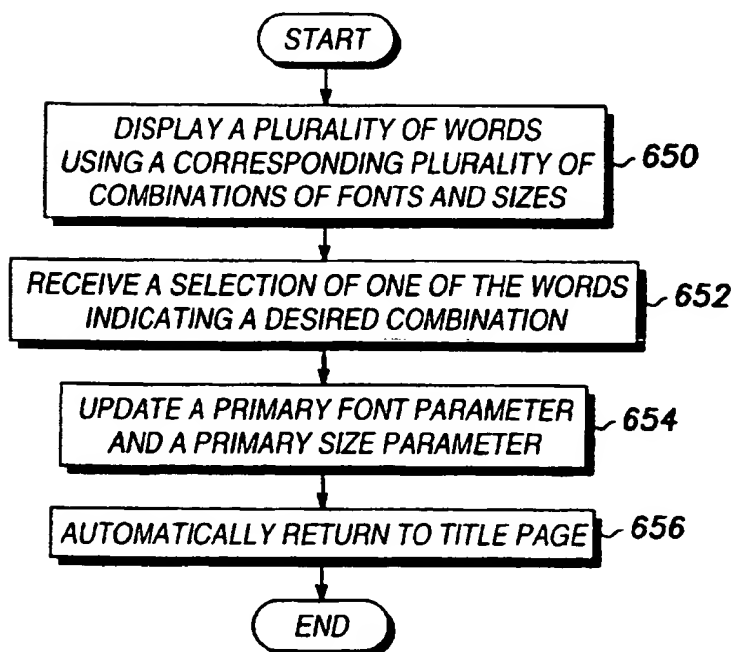 START
DISPLAY A PLURALITY OF WORDS
USING A CORRESPONDING PLURALITY OF
COMBINATIONS OF FONTS AND SIZES
650
RECEIVE A SELECTION OF ONE OF THE WORDS
INDICATING A DESIRED COMBINATION
652
UPDATE A PRIMARY FONT PARAMETER
AND A PRIMARY SIZE PARAMETER
654
AUTOMATICALLY RETURN TO TITLE PAGE
656
END